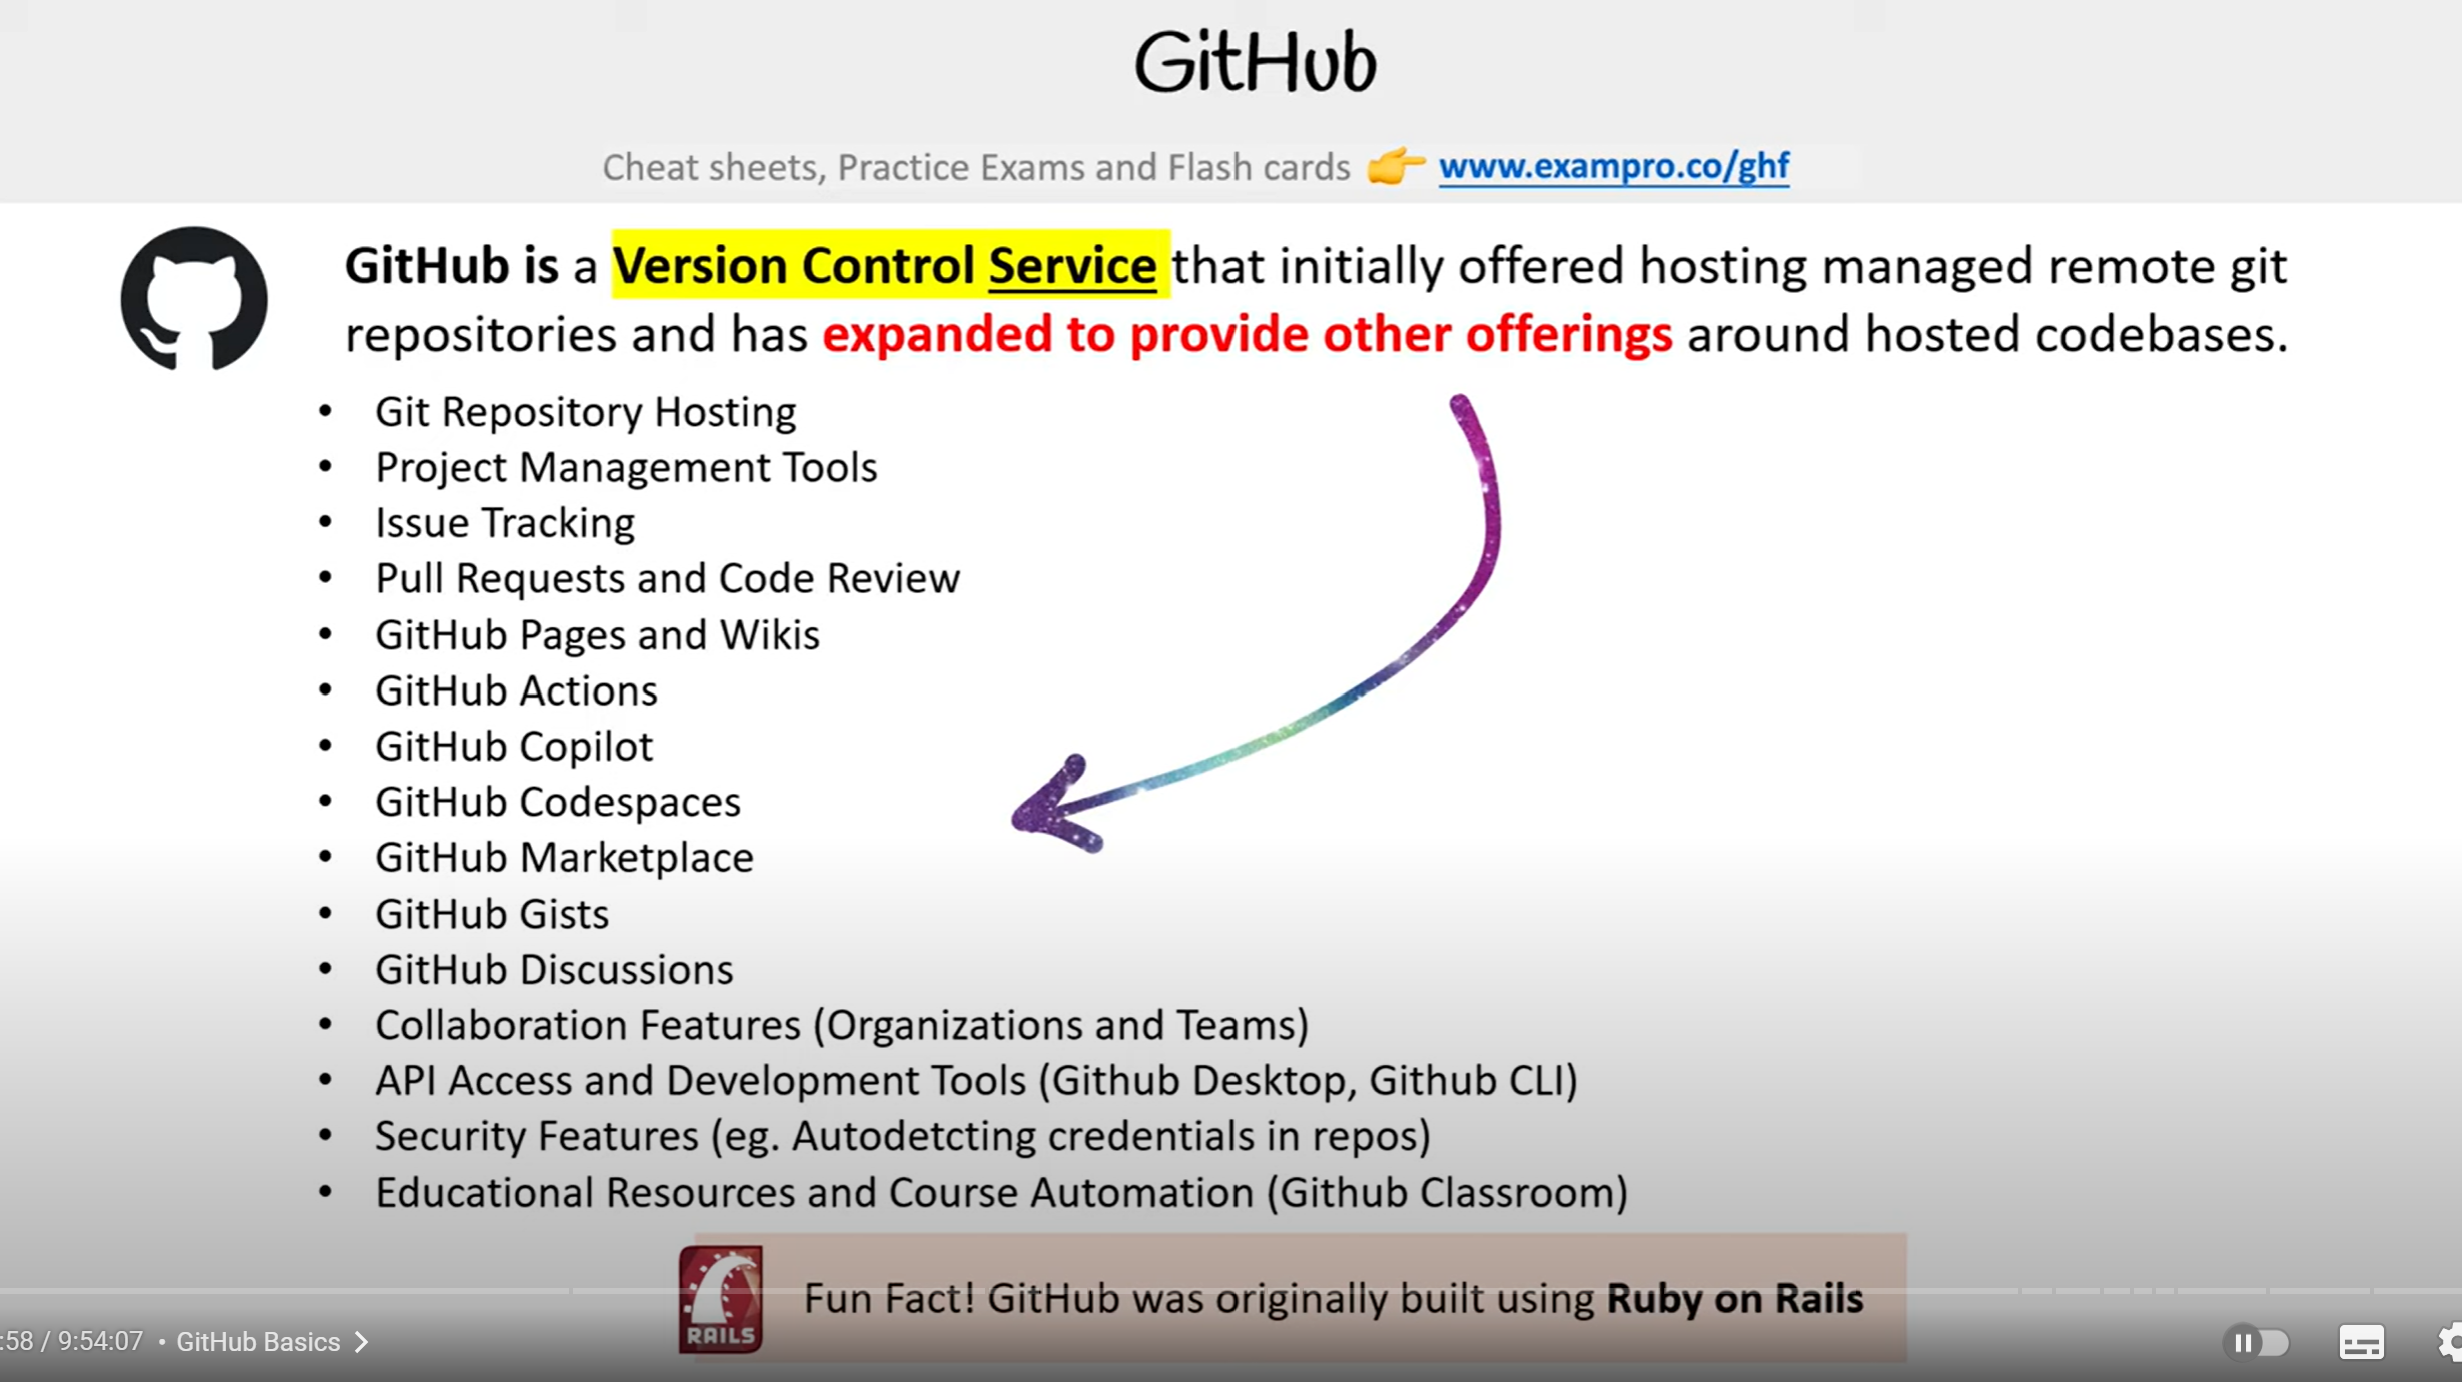 GitHub
Cheat sheets, Practice Exams and Flash cards 👉 www.exampro.co/ghf
GitHub is a Version Control Service that initially offered hosting managed remote git
repositories and has expanded to provide other offerings around hosted codebases.
• Git Repository Hosting
• Project Management Tools
• Issue Tracking
• Pull Requests and Code Review
• GitHub Pages and Wikis
• GitHub Actions
• GitHub Copilot
• GitHub Codespaces
• GitHub Marketplace
• GitHub Gists
• GitHub Discussions
• Collaboration Features (Organizations and Teams)
• API Access and Development Tools (Github Desktop, Github CLI)
• Security Features (eg. Autodetcting credentials in repos)
• Educational Resources and Course Automation (Github Classroom)
RAILS
Fun Fact! GitHub was originally built using Ruby on Rails
:58 / 9:54:07 • GitHub Basics